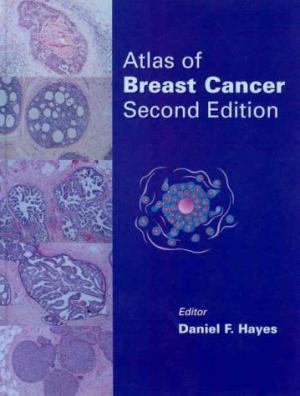 Atlas of
Breast Cancer
Second Edition
Editor
Daniel F. Hayes